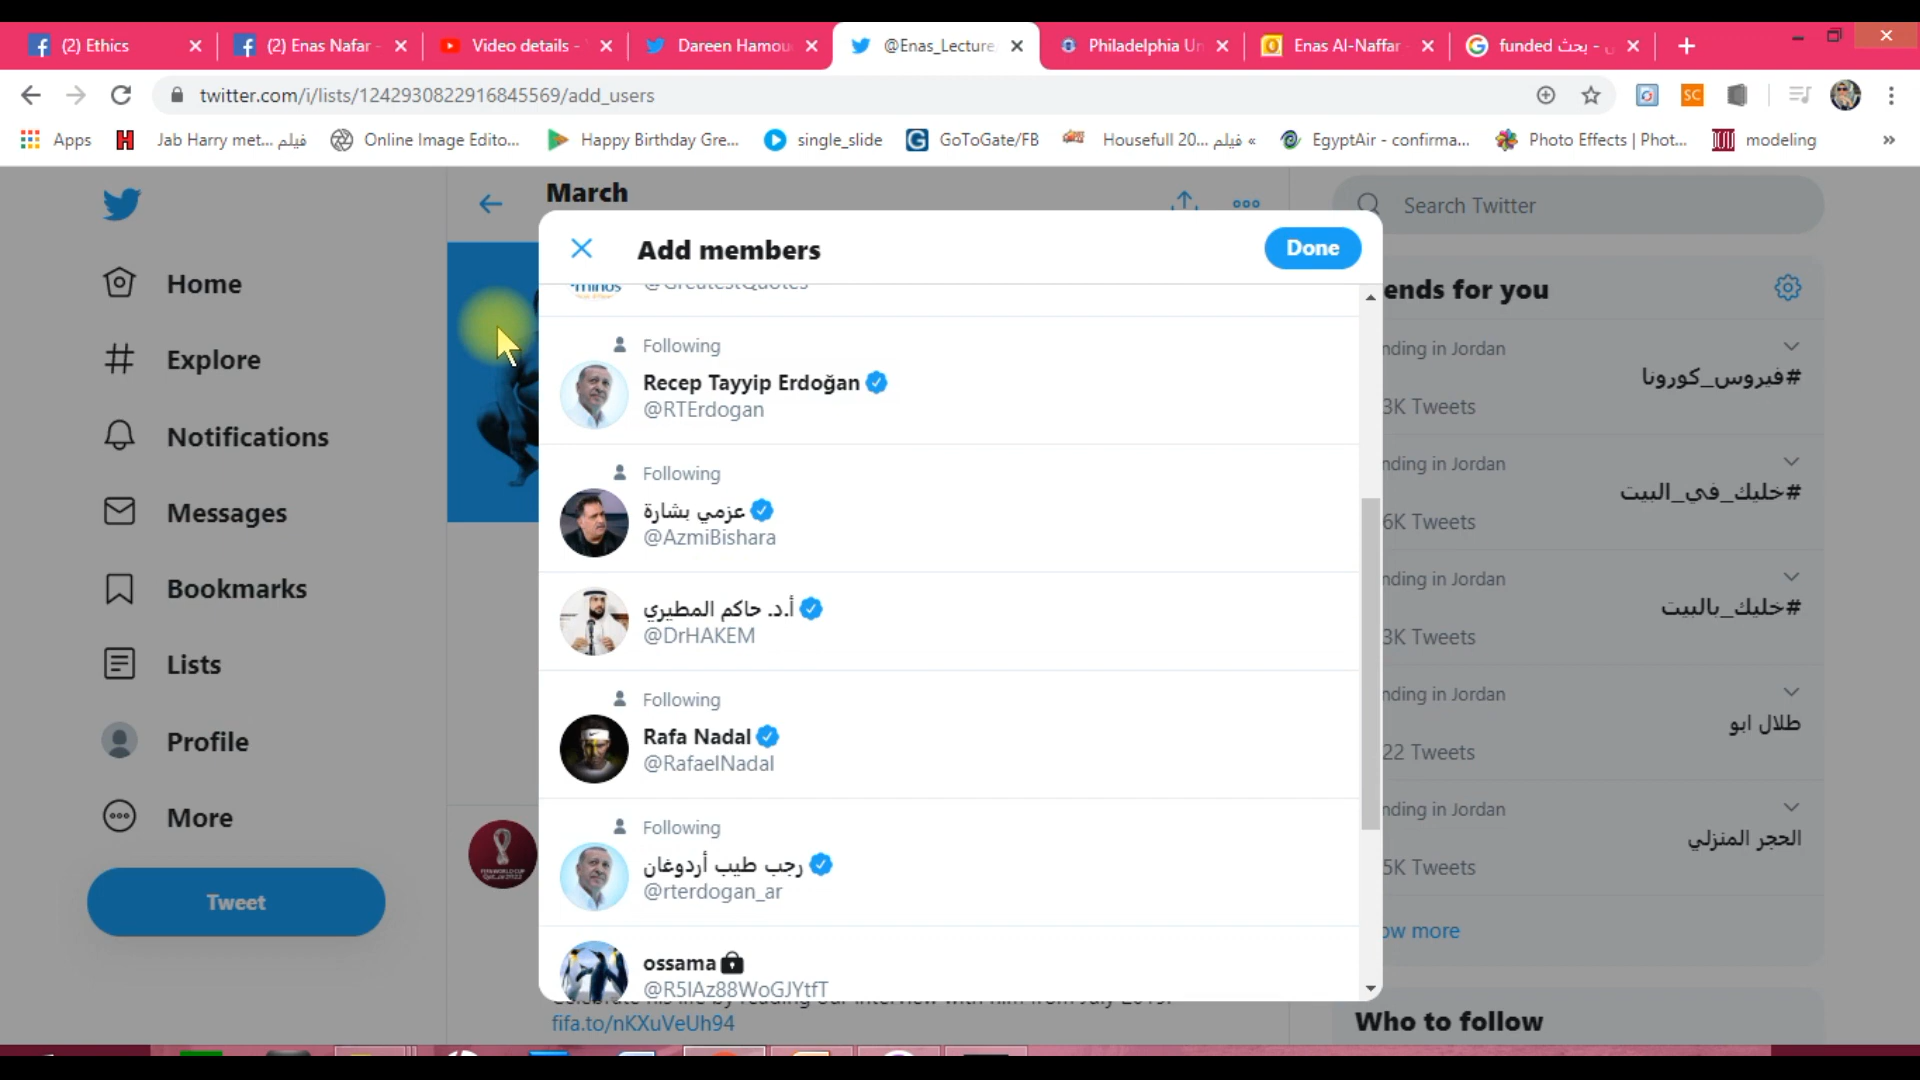 (2) Ethics
(2) Enas Nafar -
Video details -
Dareen Hamou
@Enas_Lecture
Philadelphia Un
Enas Al-Naffar
funded بحث -
twitter.com/i/lists/1242930822916845569/add_users
SC
Apps
Jab Harry met... فيلم
Online Image Edito...
Happy Birthday Gre...
single_slide
GoToGate/FB
Housefull 20... فيلم »
EgyptAir - confirma...
Photo Effects | Phot...
modeling
»
March
Search Twitter
Add members
Done
Home
Explore
Notifications
Messages
Bookmarks
Lists
Profile
More
Tweet
@GreatestQuotes
Following
Recep Tayyip Erdoğan
@RTErdogan
Following
عزمي بشارة
@AzmiBishara
أ.د. حاكم المطيري
@DrHAKEM
Following
Rafa Nadal
@RafaelNadal
Following
رجب طيب أردوغان
@rterdogan_ar
ossama
@R5IAz88WoGJYtfT
fifa.to/nKXuVeUh94
ends for you
nding in Jordan
#فيروس_كورونا
3K Tweets
nding in Jordan
#خليك_في_البيت
6K Tweets
nding in Jordan
#خليك_بالبيت
3K Tweets
nding in Jordan
طلال ابو
22 Tweets
nding in Jordan
الحجر المنزلي
5K Tweets
ow more
Who to follow